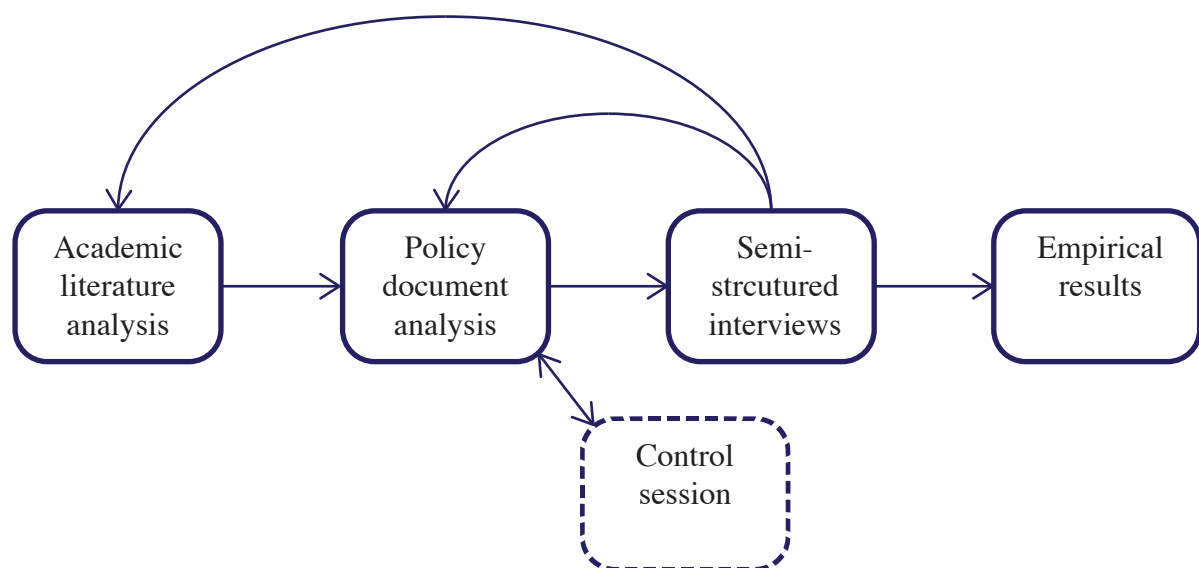 Academic
literature
analysis
Policy
document
analysis
Semi-
strcutured
interviews
Empirical
results
Control
session